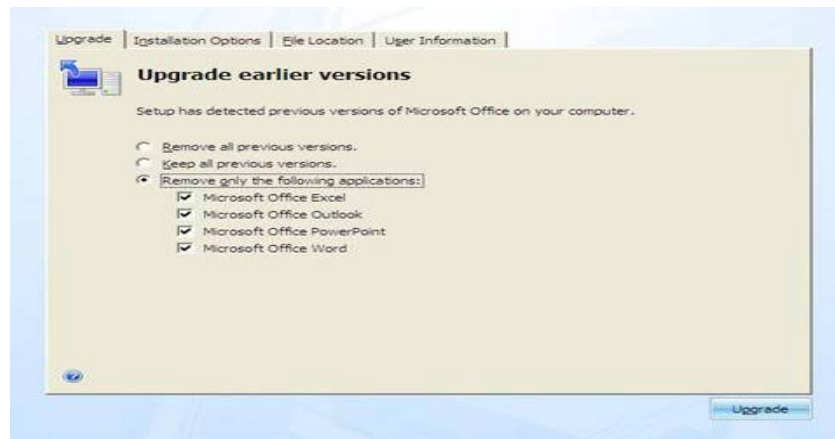 Upgrade Installation Options File Location User Information
Upgrade earlier versions
Setup has detected previous versions of Microsoft Office on your computer.
Remove all previous versions.
Keep all previous versions.
Remove only the following applications:
Microsoft Office Excel
Microsoft Office Outlook
Microsoft Office PowerPoint
Microsoft Office Word
Upgrade